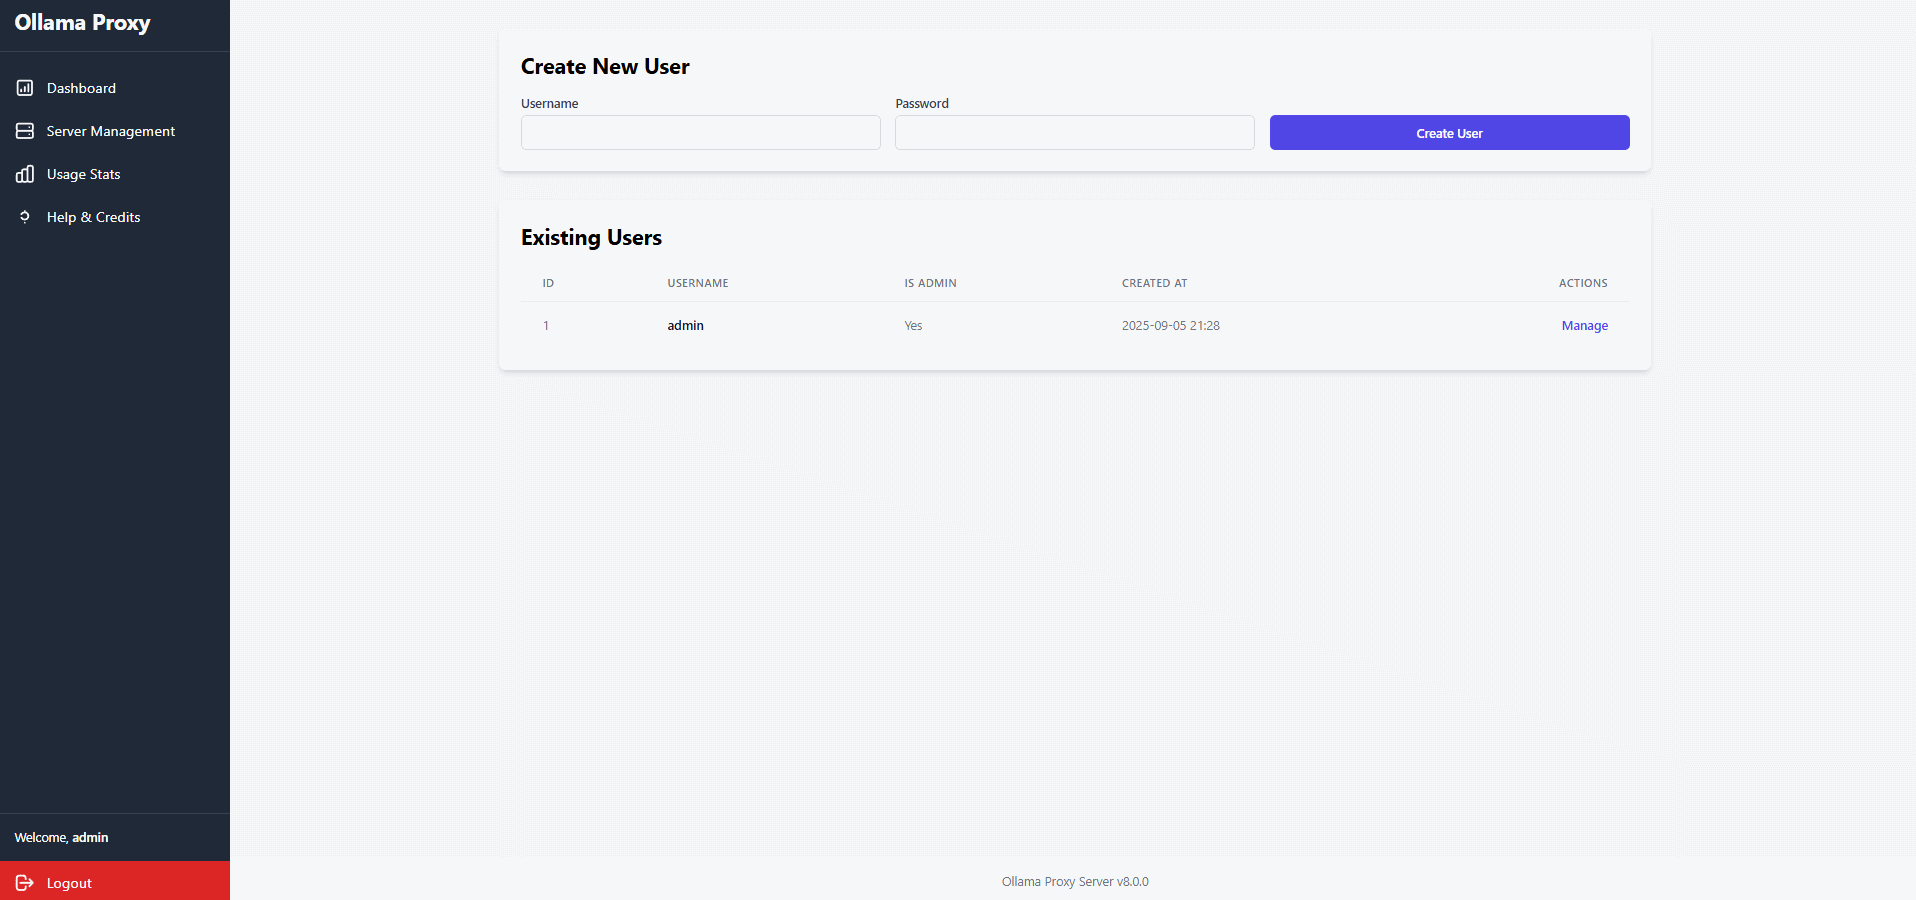 Ollama Proxy
Dashboard
Server Management
Usage Stats
Help & Credits
Welcome, admin
Logout
Create New User
Username
Password
Create User
Existing Users
ID USERNAME IS ADMIN CREATED AT ACTIONS
1 admin Yes 2025-09-05 21:28 Manage
Ollama Proxy Server v8.0.0